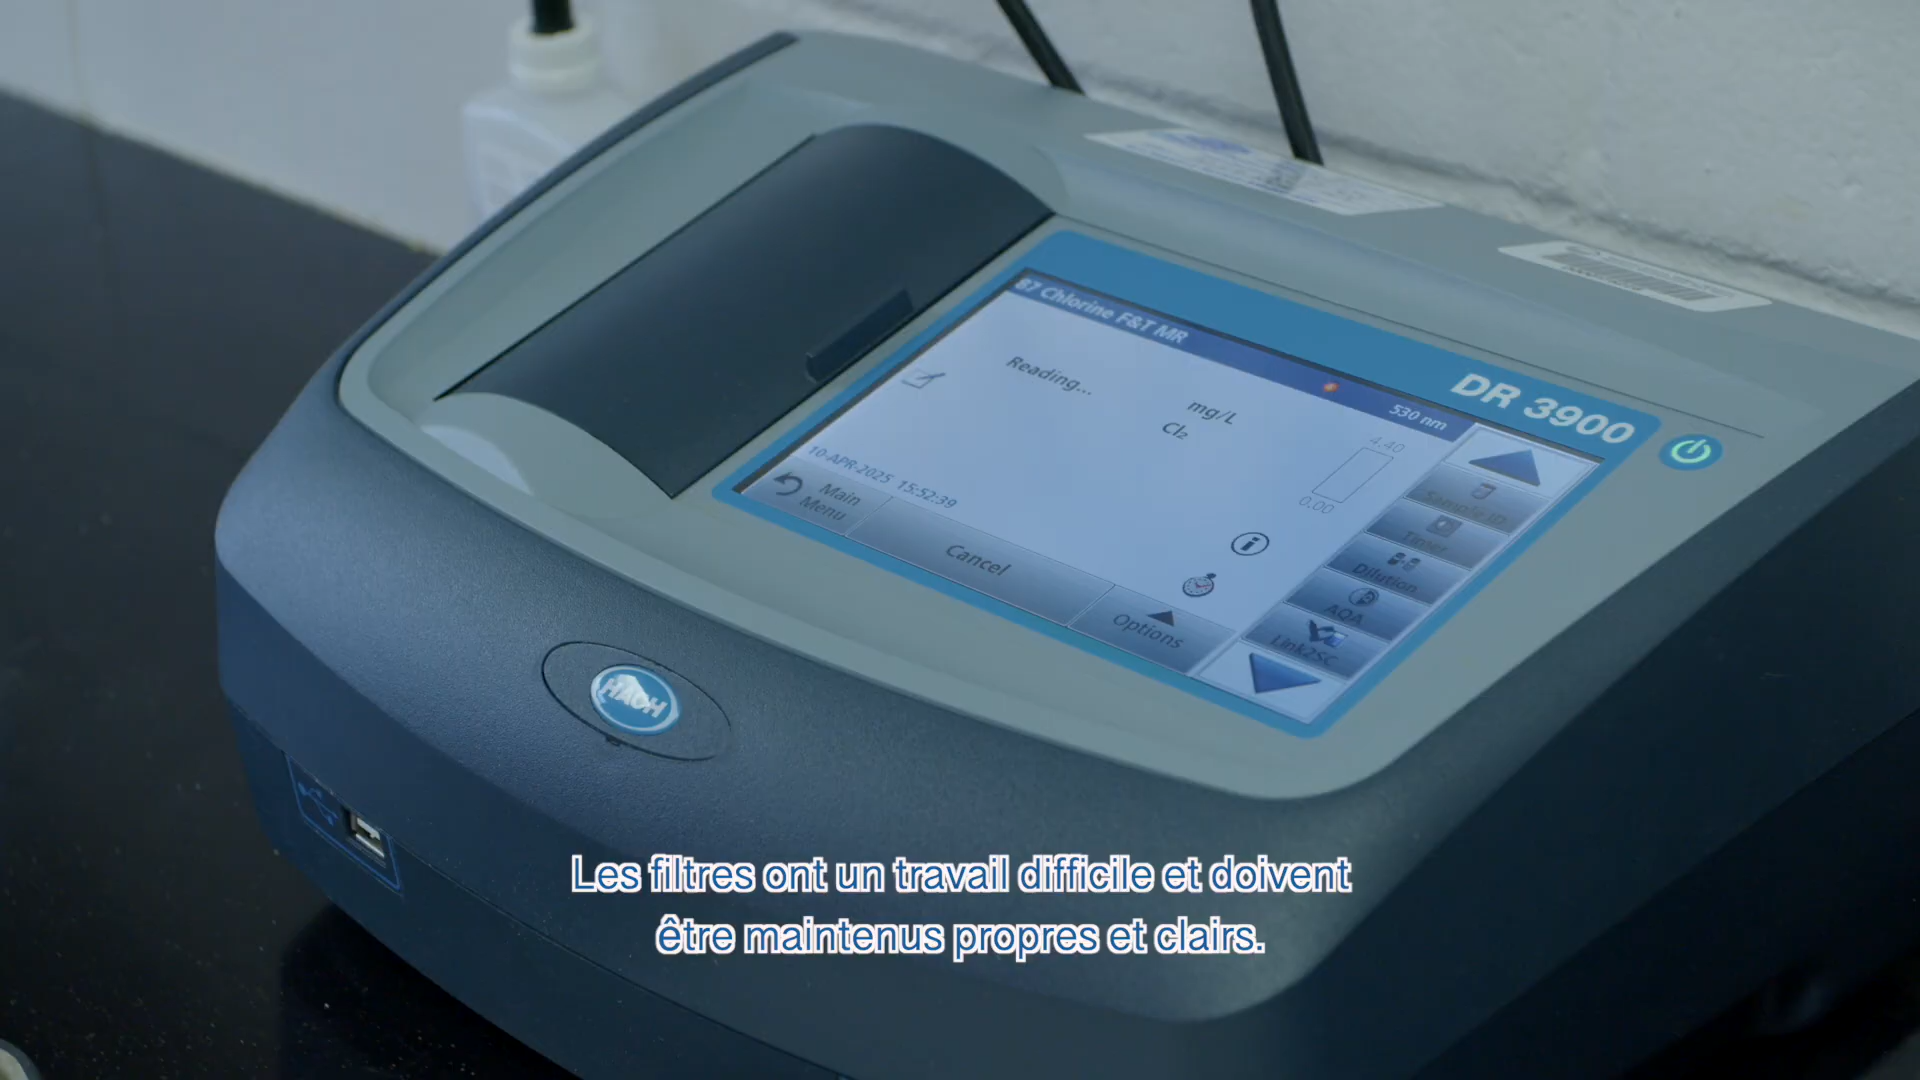 DR 3900
87 Chlorine F&T MR
530 nm
Reading...
mg/L
Cl₂
4.40
0.00
10-APR-2025 15:52:39
Main
Menu
Cancel
Options
Sample ID
Timer
Dilution
AQA
Link2SC
HACH
Les filtres ont un travail difficile et doivent
être maintenus propres et clairs.